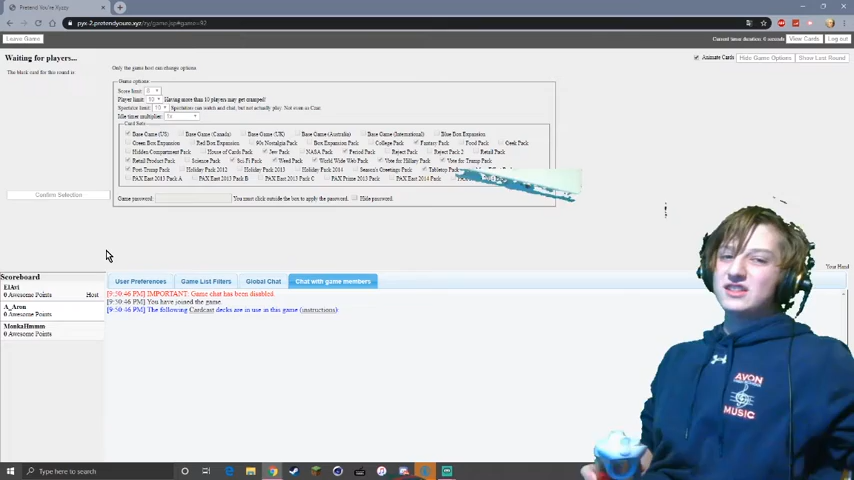 Pretend You're Xyzzy
pyx-2.pretendyoure.xyz/zy/game.jsp#game=92
Leave Game
Current timer duration: 0 seconds
View Cards
Log out
Waiting for players...
Only the game host can change options
Animate Cards
Hide Game Options
Show Last Round
The black card for this round is:
Game options
Score limit: 8
Player limit: 10 Having more than 10 players may get cramped!
Spectator limit: 10 Spectators can watch and chat, but not actually play. Not even as Czar.
Idle timer multiplier: 1x
Card Sets
Base Game (US) Base Game (Canada) Base Game (UK) Base Game (Australia) Base Game (International) Blue Box Expansion
Green Box Expansion Red Box Expansion 90s Nostalgia Pack Box Expansion Pack College Pack Fantasy Pack Food Pack Geek Pack
Hidden Compartment Pack House of Cards Pack Jew Pack NASA Pack Period Pack Reject Pack Reject Pack 2 Retail Pack
Retail Product Pack Science Pack Sci-Fi Pack Weed Pack World Wide Web Pack Vote for Hillary Pack Vote for Trump Pack
Post-Trump Pack Holiday Pack 2012 Holiday Pack 2013 Holiday Pack 2014 Season's Greetings Pack Tabletop Pack
PAX East 2013 Pack A PAX East 2013 Pack B PAX East 2013 Pack C PAX Prime 2013 Pack PAX East 2014 Pack
Confirm Selection
Game password: You must click outside the box to apply the password. Hide password.
Your Hand
Scoreboard
User Preferences
Game List Filters
Global Chat
Chat with game members
ElAvi
0 Awesome Points Host
A_Aron
0 Awesome Points
MonkaHmmm
0 Awesome Points
[9:50:46 PM] IMPORTANT: Game chat has been disabled.
[9:50:46 PM] You have joined the game.
[9:50:46 PM] The following Cardcast decks are in use in this game (instructions)
AVON
MUSIC
Type here to search